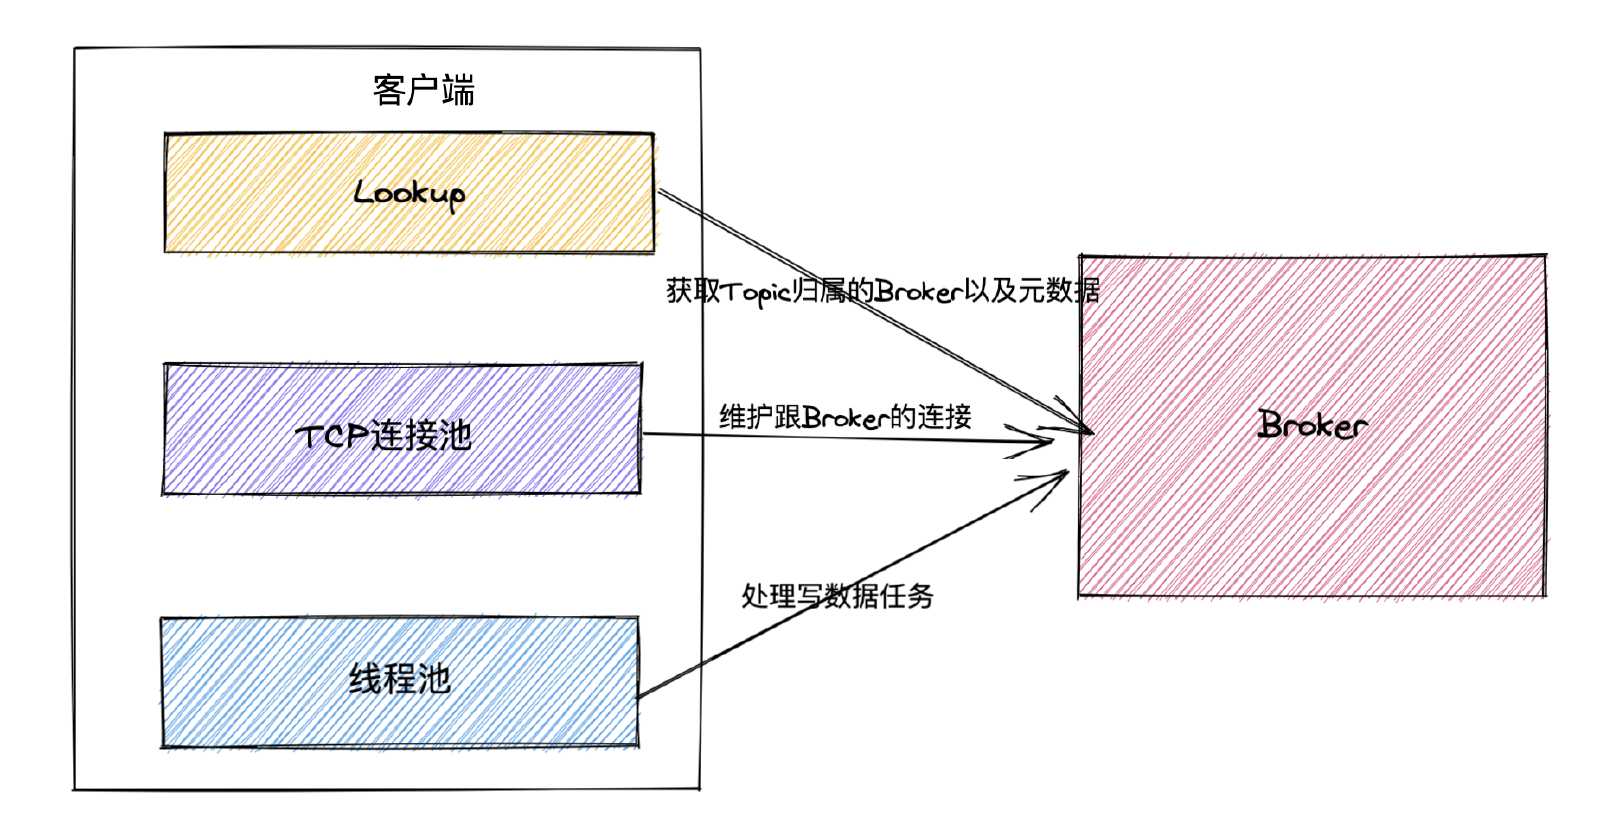 客户端
Lookup
获取Topic归属的Broker以及元数据
TCP连接池
维护跟Broker的连接
Broker
处理写数据任务
线程池